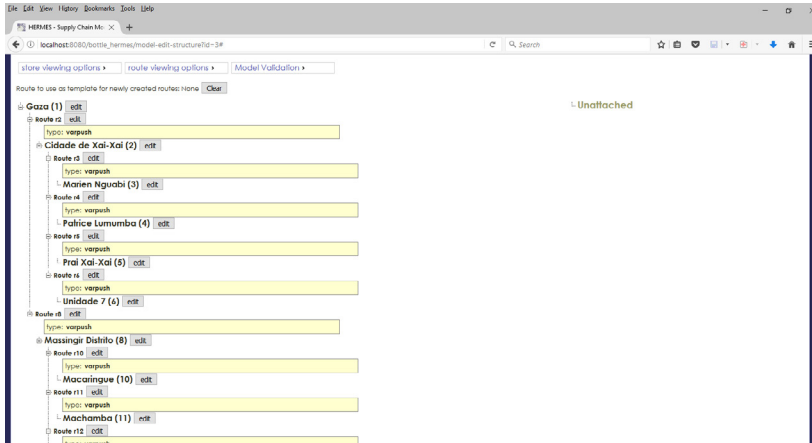 File Edit View History Bookmarks Tools Help
HERMES - Supply Chain Mo
localhost:8080/bottle_hermes/model-edit-structure?id=3#
Search
store viewing options
route viewing options
Model Validation
Route to use as template for newly created routes: None Clear
Gaza (1) edit
Unattached
Route r2 edit
type: varpush
Cidade de Xai-Xai (2) edit
Route r3 edit
type: varpush
Marien Nguabi (3) edit
Route r4 edit
type: varpush
Patrice Lumumba (4) edit
Route r5 edit
type: varpush
Prai Xai-Xai (5) edit
Route r6 edit
type: varpush
Unidade 7 (6) edit
Route r8 edit
type: varpush
Massingir Distrito (8) edit
Route r10 edit
type: varpush
Macaringue (10) edit
Route r11 edit
type: varpush
Machamba (11) edit
Route r12 edit
type: varpush